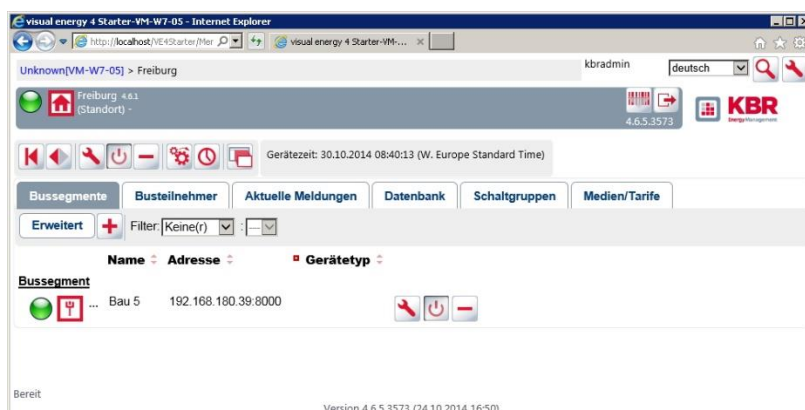 visual energy 4 Starter-VM-W7-05 - Internet Explorer
http://localhost/VE4Starter/Mer
visual energy 4 Starter-VM-...
Unknown[VM-W7-05] > Freiburg
kbradmin
deutsch
Freiburg 4.6.1
(Standort) -
4.6.5.3573
KBR
EnergyManagement
Gerätezeit: 30.10.2014 08:40:13 (W. Europe Standard Time)
Bussegmente Busteilnehmer Aktuelle Meldungen Datenbank Schaltgruppen Medien/Tarife
Erweitert Filter: Keine(r) : ---
Name Adresse Gerätetyp
Bussegment
... Bau 5 192.168.180.39:8000
Bereit
Version 4.6.5.3573 (24.10.2014 16:50)